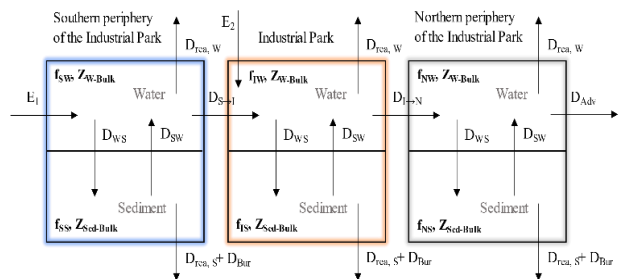 Southern periphery
of the Industrial Park
E2
Industrial Park
Northern periphery
of the Industrial Park
Drea, W
Drea, W
Drea, W
fSW, ZW-Bulk
fIW, ZW-Bulk
fNW, ZW-Bulk
Water
Water
Water
E1
DS→I
DI→N
DAdv
DWS
DSW
DWS
DSW
DWS
DSW
Sediment
Sediment
Sediment
fSS, ZSed-Bulk
fIS, ZSed-Bulk
fNS, ZSed-Bulk
Drea, S+ DBur
Drea, S+ DBur
Drea, S + DBur